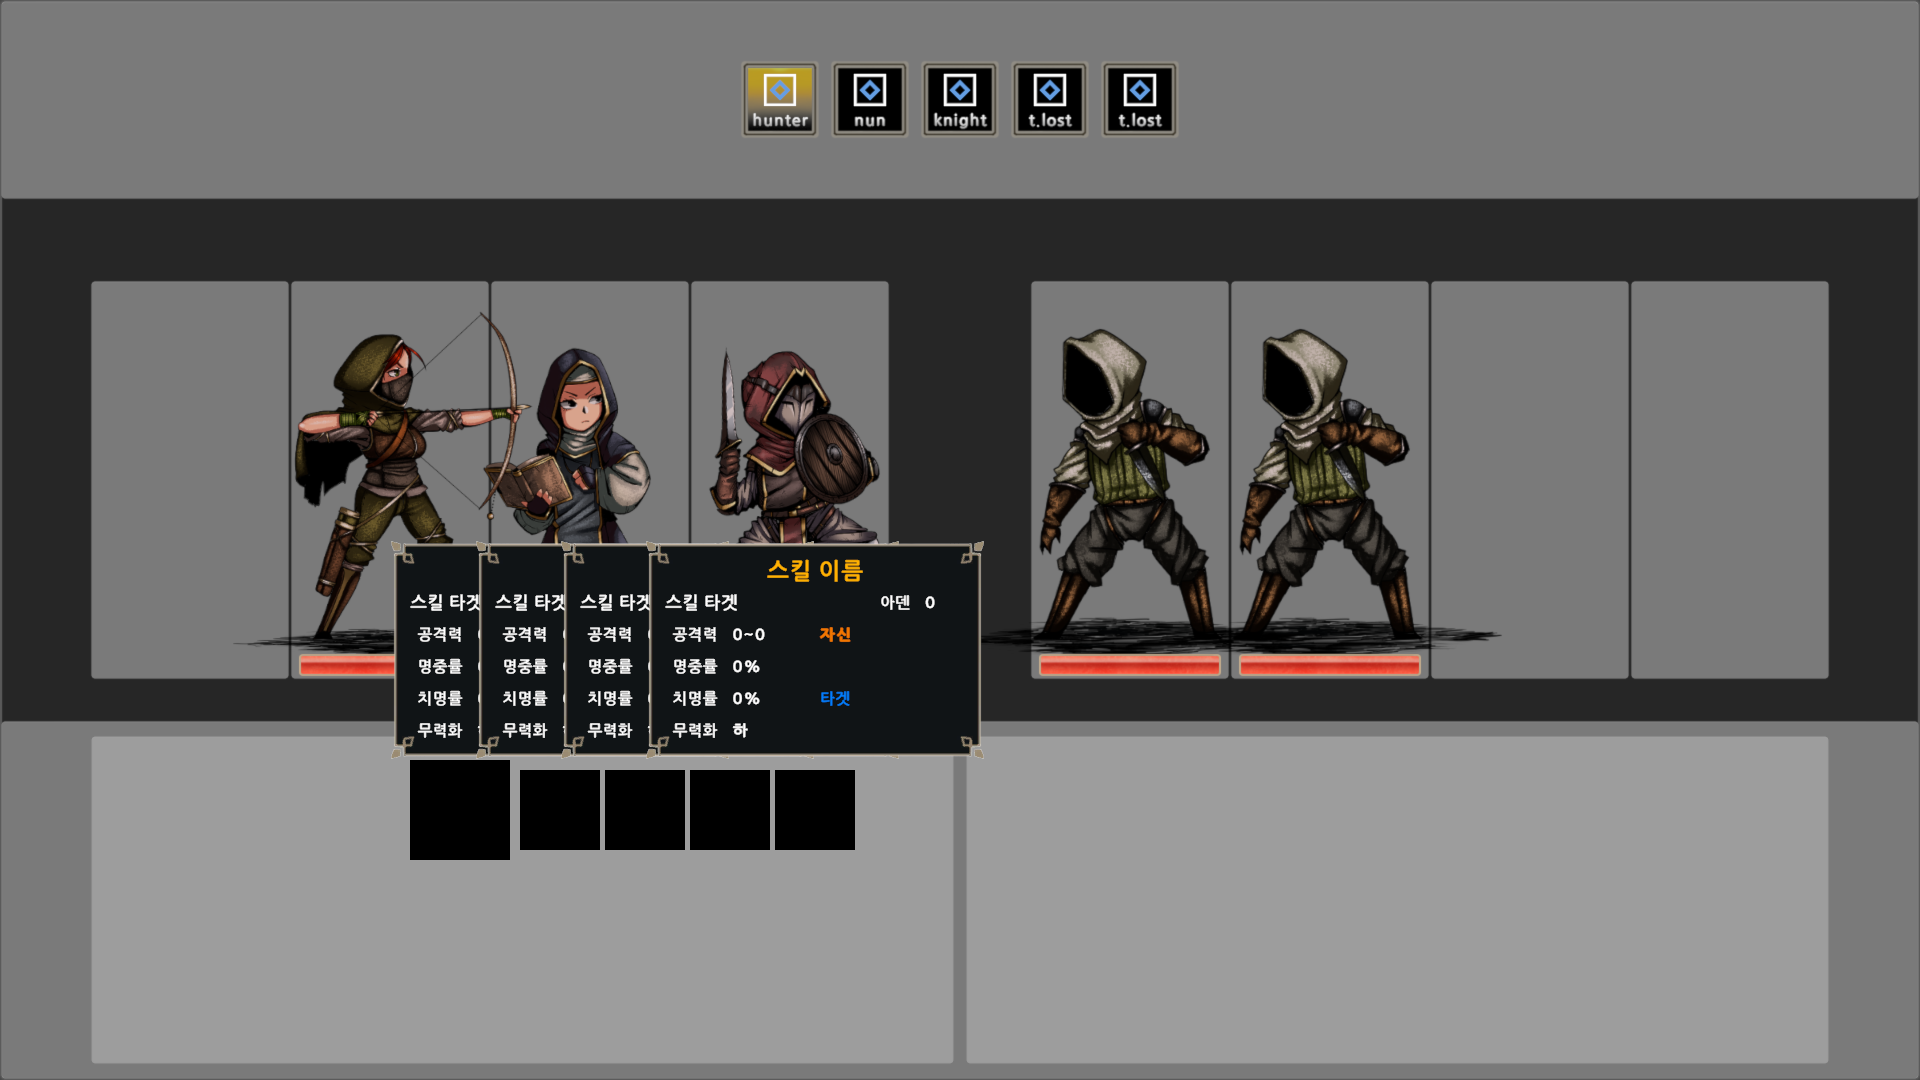 hunter
nun
knight
t.lost
t.lost
스킬 이름
스킬 타겟
스킬 타겟
스킬 타겟
스킬 타겟
아덴 0
공격력
공격력
공격력
공격력 0~0
자신
명중률
명중률
명중률
명중률 0%
치명률
치명률
치명률
치명률 0%
타겟
무력화
무력화
무력화
무력화 하